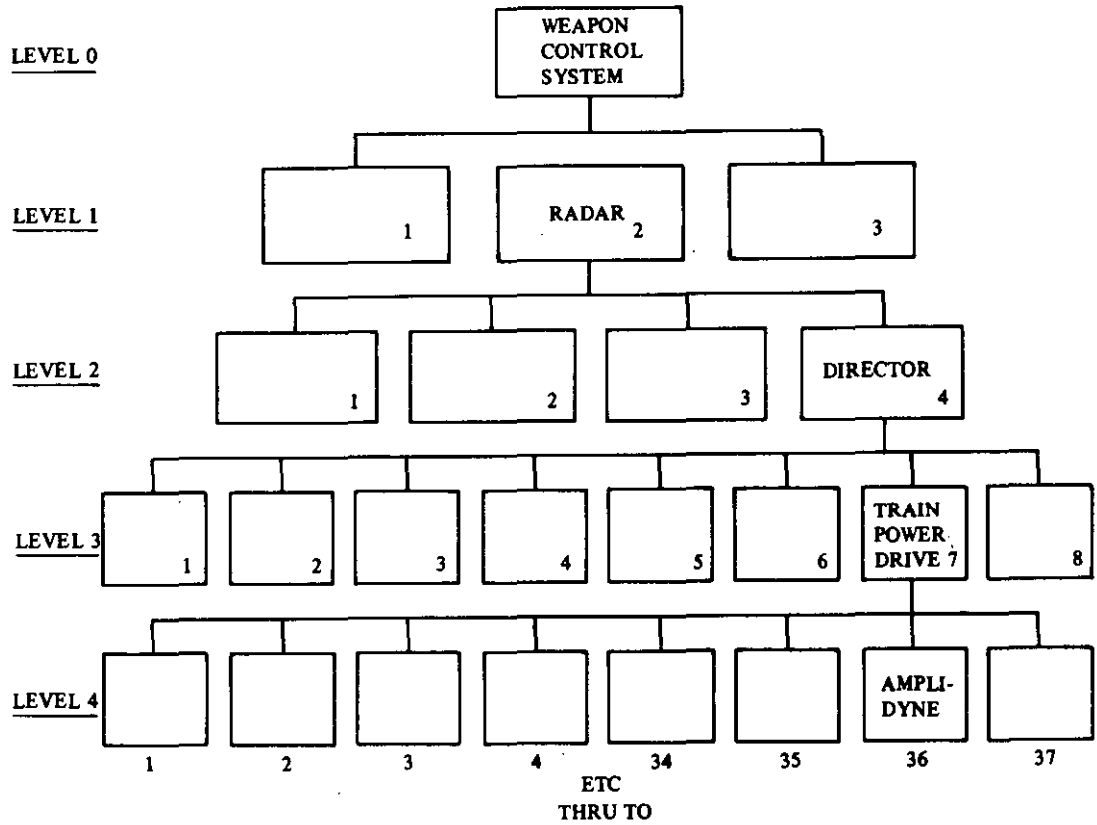 WEAPON
CONTROL
SYSTEM
LEVEL 0
LEVEL 1
1
RADAR 2
3
LEVEL 2
1
2
3
DIRECTOR
4
LEVEL 3
1
2
3
4
5
6
TRAIN
POWER
DRIVE 7
8
LEVEL 4
AMPLI-
DYNE
1 2 3 4 34 35 36 37
ETC
THRU TO